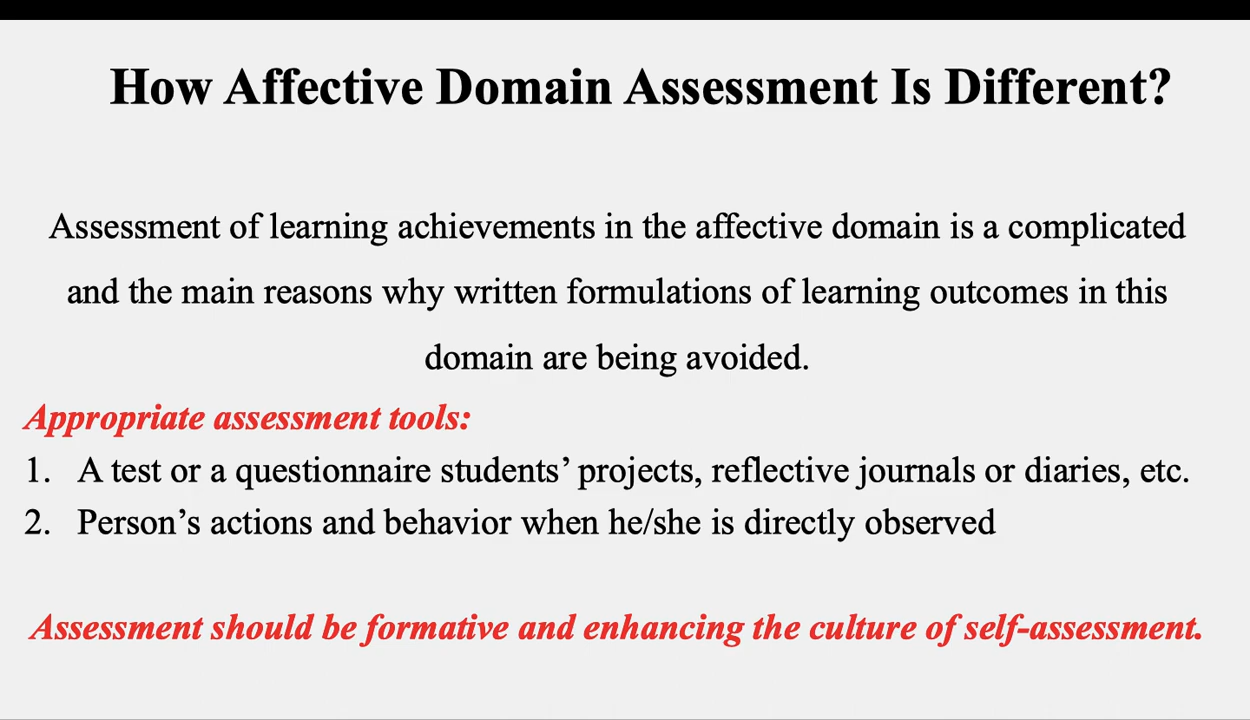 How Affective Domain Assessment Is Different?
Assessment of learning achievements in the affective domain is a complicated
and the main reasons why written formulations of learning outcomes in this
domain are being avoided.
Appropriate assessment tools:
1. A test or a questionnaire students’ projects, reflective journals or diaries, etc.
2. Person’s actions and behavior when he/she is directly observed
Assessment should be formative and enhancing the culture of self-assessment.